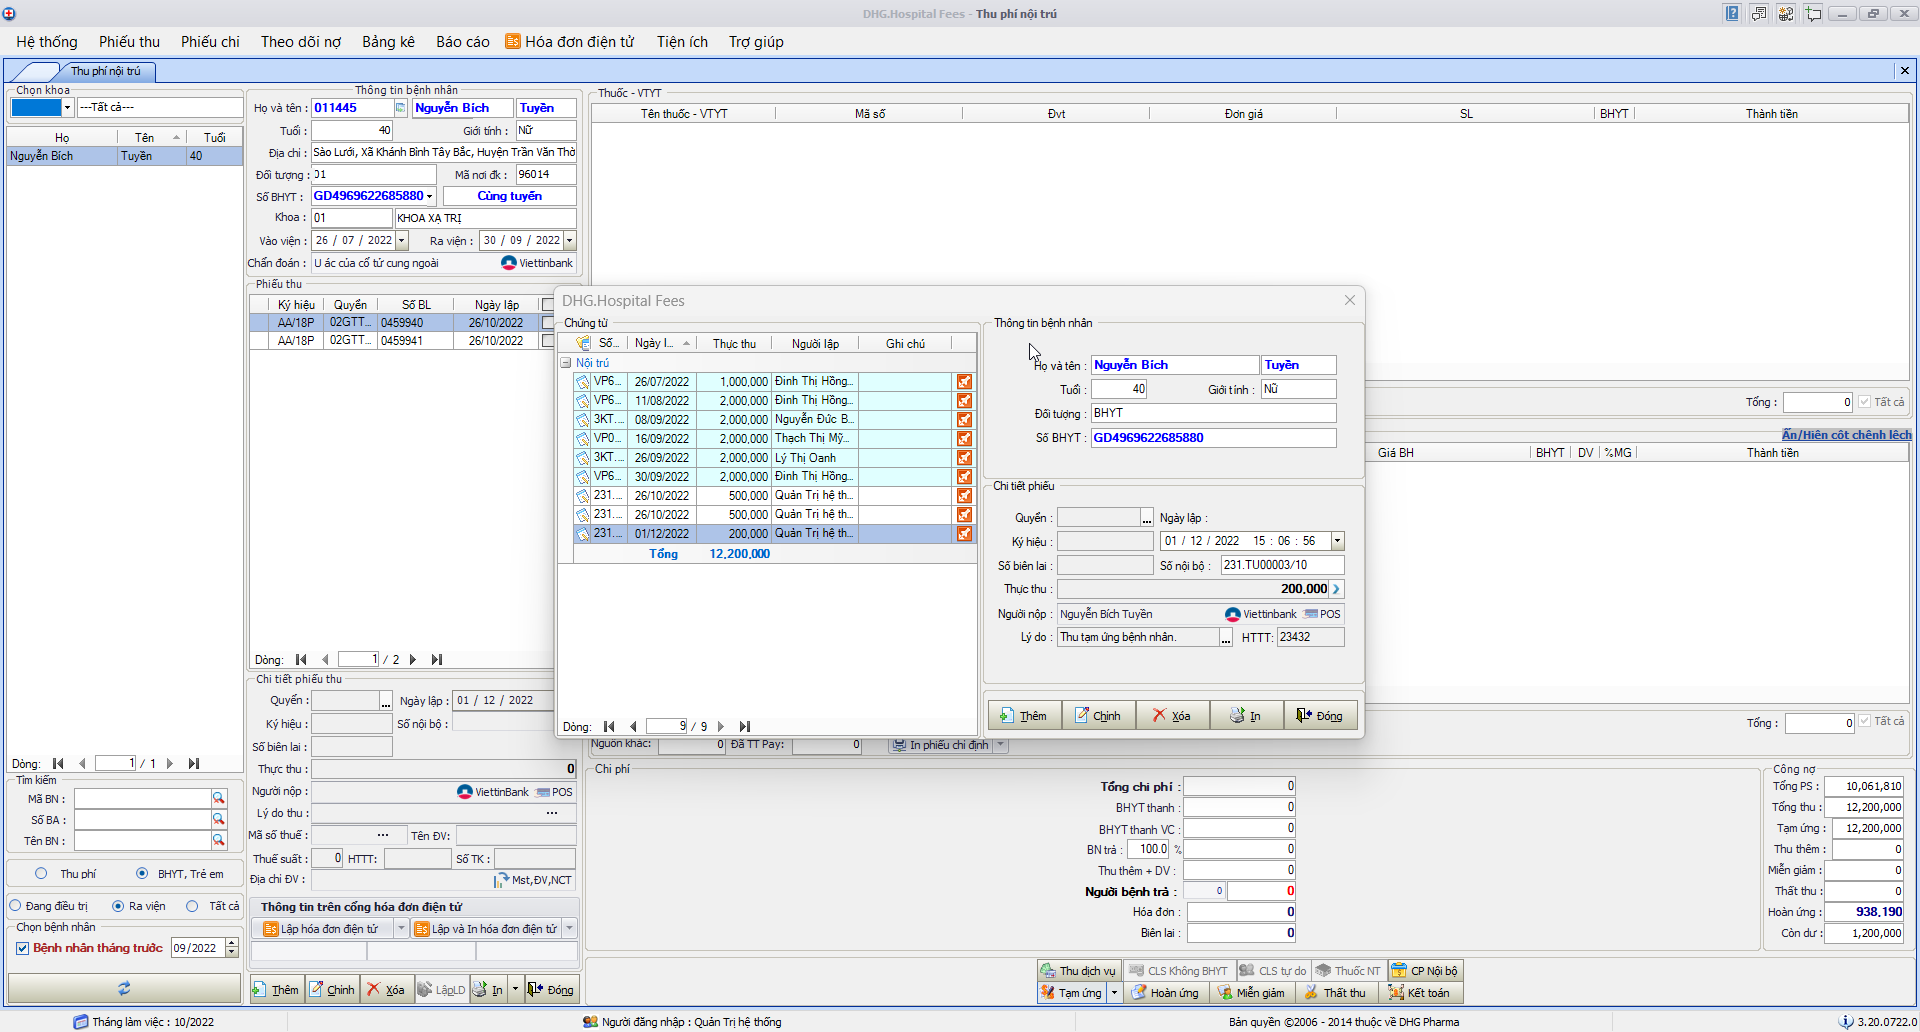 DHG.Hospital Fees - Thu phí nội trú
Hệ thống Phiếu thu Phiếu chi Theo dõi nợ Bảng kê Báo cáo Hóa đơn điện tử Tiện ích Trợ giúp
Thu phí nội trú
Chọn khoa
---Tất cả---
Họ Tên Tuổi
Nguyễn Bích Tuyền 40
Dòng: 1 / 1
Tìm kiếm
Mã BN :
Số BA :
Tên BN :
Thu phí BHYT, Trẻ em
Đang điều trị Ra viện Tất cả
Chọn bệnh nhân
Bệnh nhân tháng trước 09/2022
Thông tin bệnh nhân
Họ và tên : 011445 Nguyễn Bích Tuyền
Tuổi : 40 Giới tính : Nữ
Địa chỉ : Sào Lưới, Xã Khánh Bình Tây Bắc, Huyện Trần Văn Thờ
Đối tượng : 01 Mã nơi đk : 96014
Số BHYT : GD4969622685880 Cùng tuyến
Khoa : 01 KHOA XẠ TRỊ
Vào viện : 26 / 07 / 2022 Ra viện : 30 / 09 / 2022
Chẩn đoán : U ác của cổ tử cung ngoài Viettinbank
Phiếu thu
Ký hiệu Quyển Số BL Ngày lập
AA/18P 02GTT... 0459940 26/10/2022
AA/18P 02GTT... 0459941 26/10/2022
Dòng: 1 / 2
Chi tiết phiếu thu
Quyển : ... Ngày lập : 01 / 12 / 2022
Ký hiệu : Số nội bộ :
Số biên lai :
Thực thu : 0
Người nộp : ViettinBank POS
Lý do thu : ...
Mã số thuế : ... Tên ĐV:
Thuế suất : 0 HTTT: Số TK :
Địa chỉ ĐV : Mst,ĐV,NCT
Thông tin trên cổng hóa đơn điện tử
Lập hóa đơn điện tử Lập và In hóa đơn điện tử
Thêm Chỉnh Xóa LậpLD In Đóng
Thuốc - VTYT
Tên thuốc - VTYT Mã số Đvt Đơn giá SL BHYT Thành tiền
Tổng : 0 Tất cả
Ẩn/Hiện cột chênh lệch
Giá BH BHYT DV %MG Thành tiền
Tổng : 0 Tất cả
Nguồn khác: 0 Đã TT Pay: 0 In phiếu chỉ định
DHG.Hospital Fees
Chứng từ
Số... Ngày l... Thực thu Người lập Ghi chú
Nội trú
VP6... 26/07/2022 1,000,000 Đinh Thị Hồng...
VP6... 11/08/2022 2,000,000 Đinh Thị Hồng...
3KT... 08/09/2022 2,000,000 Nguyễn Đức B...
VP0... 16/09/2022 2,000,000 Thạch Thị Mỹ...
3KT... 26/09/2022 2,000,000 Lý Thị Oanh
VP6... 30/09/2022 2,000,000 Đinh Thị Hồng...
231.... 26/10/2022 500,000 Quản Trị hệ th...
231.... 26/10/2022 500,000 Quản Trị hệ th...
231.... 01/12/2022 200,000 Quản Trị hệ th...
Tổng 12,200,000
Dòng: 9 / 9
Thông tin bệnh nhân
Họ và tên : Nguyễn Bích Tuyền
Tuổi : 40 Giới tính : Nữ
Đối tượng : BHYT
Số BHYT : GD4969622685880
Chi tiết phiếu
Quyển : ... Ngày lập :
Ký hiệu : 01 / 12 / 2022 15 : 06 : 56
Số biên lai : Số nội bộ : 231.TU00003/10
Thực thu : 200,000
Người nộp : Nguyễn Bích Tuyền Viettinbank POS
Lý do : Thu tạm ứng bệnh nhân. ... HTTT: 23432
Thêm Chỉnh Xóa In Đóng
Chi phí
Tổng chi phí : 0
BHYT thanh : 0
BHYT thanh VC : 0
BN trả : 100.0 % 0
Thu thêm + DV : 0
Người bệnh trả : 0 0
Hóa đơn : 0
Biên lai : 0
Công nợ
Tổng PS : 10,061,810
Tổng thu : 12,200,000
Tạm ứng : 12,200,000
Thu thêm : 0
Miễn giảm : 0
Thất thu : 0
Hoàn ứng : 938,190
Còn dư : 1,200,000
Thu dịch vụ CLS Không BHYT CLS tự do Thuốc NT CP Nội bộ
Tạm ứng Hoàn ứng Miễn giảm Thất thu Kết toán
Tháng làm việc : 10/2022 Người đăng nhập : Quản Trị hệ thống Bản quyền ©2006 - 2014 thuộc về DHG Pharma 3.20.0722.0